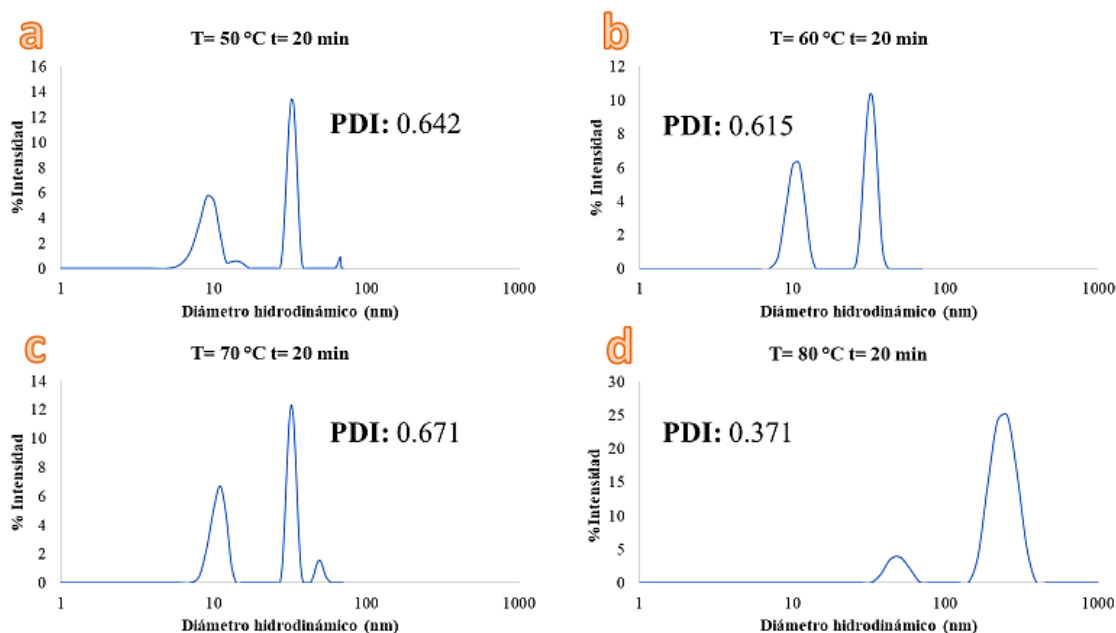 a
T= 50 °C t= 20 min
16
14
12
10
8
6
4
2
0
%Intensidad
PDI: 0.642
1
10
100
1000
Diámetro hidrodinámico (nm)
b
T= 60 °C t= 20 min
12
10
8
6
4
2
0
% Intensidad
PDI: 0.615
1
10
100
1000
Diámetro hidrodinámico (nm)
c
T= 70 °C t= 20 min
14
12
10
8
6
4
2
0
% Intensidad
PDI: 0.671
1
10
100
1000
Diámetro hidrodinámico (nm)
d
T= 80 °C t= 20 min
30
25
20
15
10
5
0
%Intensidad
PDI: 0.371
1
10
100
1000
Diámetro hidrodinámico (nm)